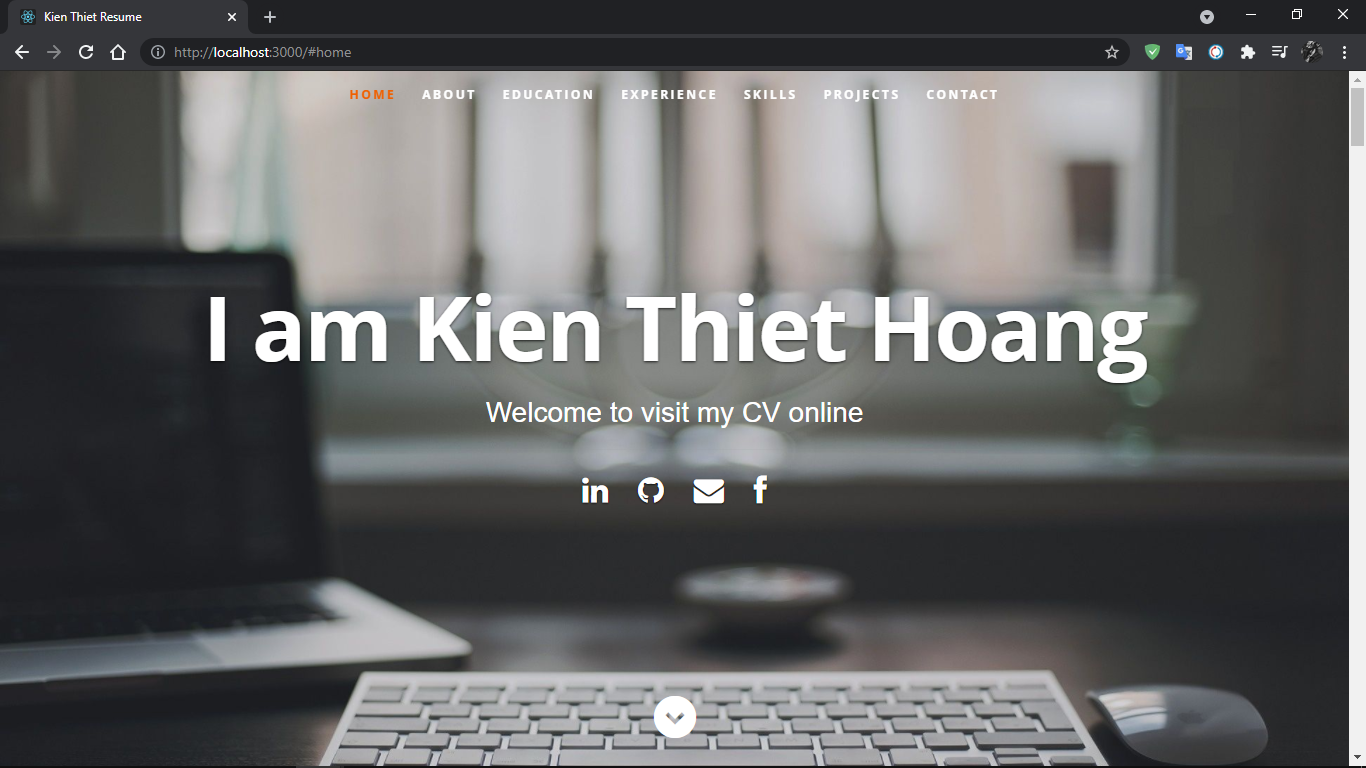 Kien Thiet Resume
http://localhost:3000/#home
HOME ABOUT EDUCATION EXPERIENCE SKILLS PROJECTS CONTACT
I am Kien Thiet Hoang
Welcome to visit my CV online